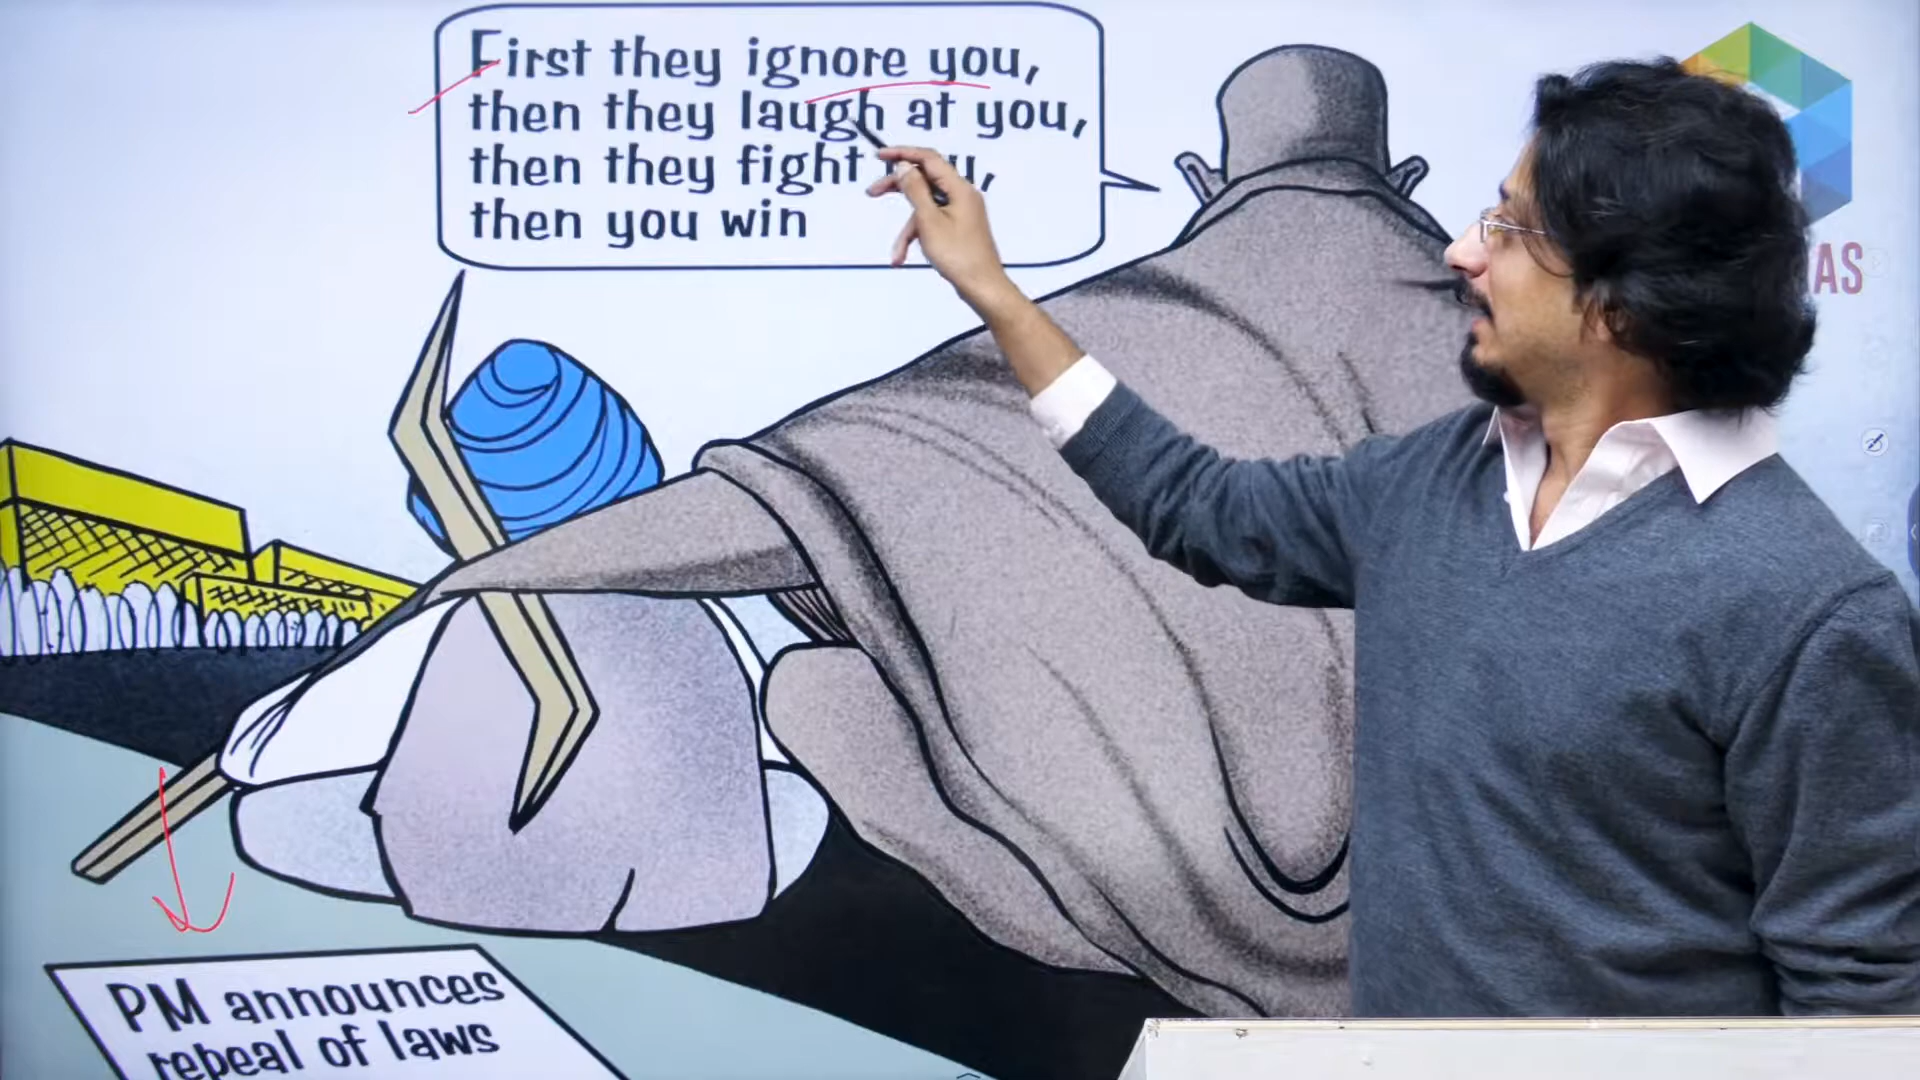 First they ignore you,
then they laugh at you,
then they fight
then you win
IAS
PM announces
repeal of laws